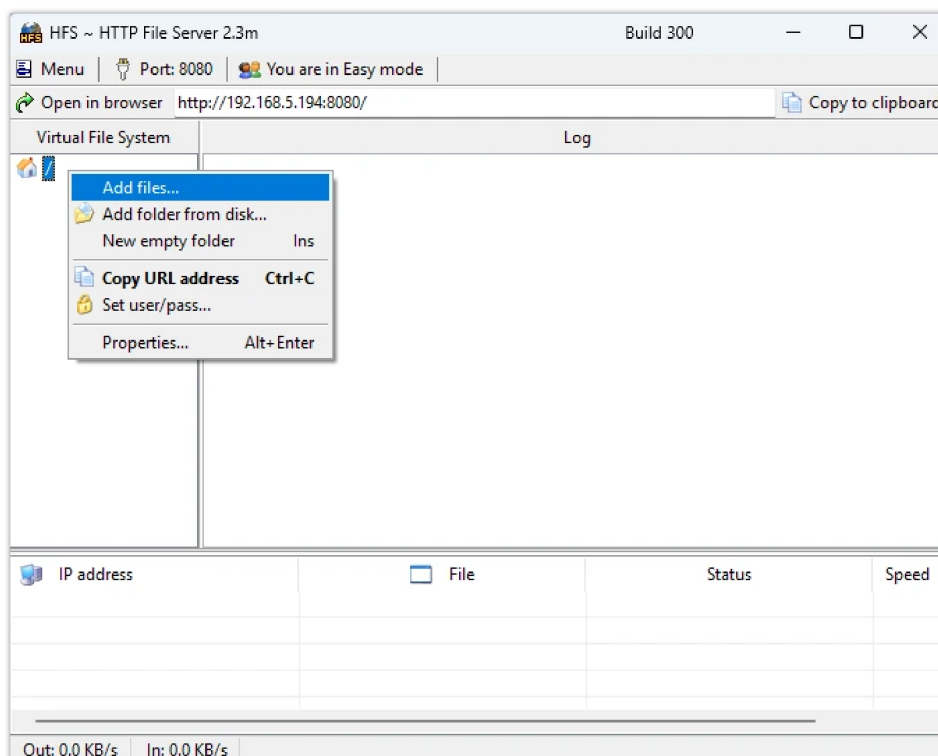 HFS ~ HTTP File Server 2.3m Build 300
Menu Port: 8080 You are in Easy mode
Open in browser http://192.168.5.194:8080/ Copy to clipboard
Virtual File System Log
/
Add files...
Add folder from disk...
New empty folder Ins
Copy URL address Ctrl+C
Set user/pass...
Properties... Alt+Enter
IP address File Status Speed
Out: 0.0 KB/s In: 0.0 KB/s